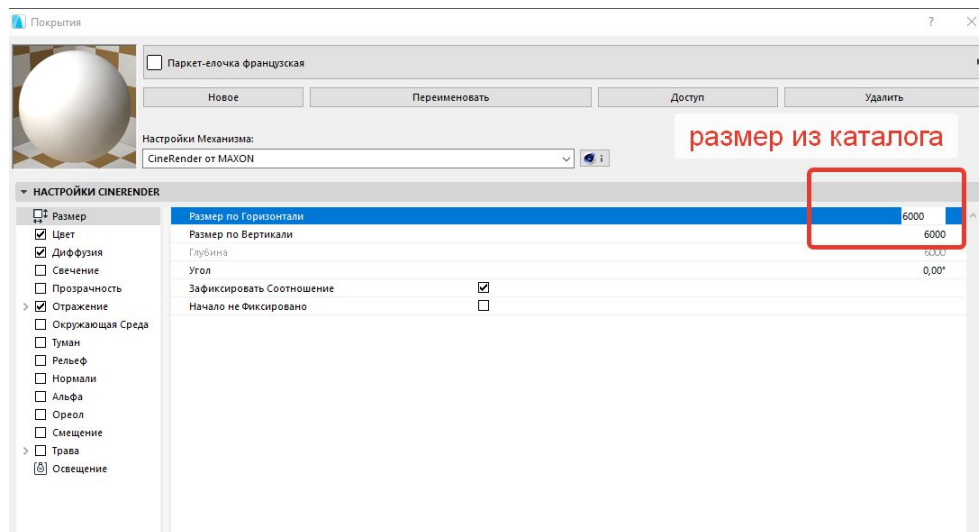 Покрытия ? ×
Паркет-елочка французская
Новое Переименовать Доступ Удалить
Настройки Механизма:
CineRender от MAXON i
размер из каталога
НАСТРОЙКИ CINERENDER
Размер Размер по Горизонтали 6000
Цвет Размер по Вертикали 6000
Диффузия Глубина 6000
Свечение Угол 0,00°
Прозрачность Зафиксировать Соотношение
Отражение Начало не Фиксировано
Окружающая Среда
Туман
Рельеф
Нормали
Альфа
Ореол
Смещение
Трава
Освещение